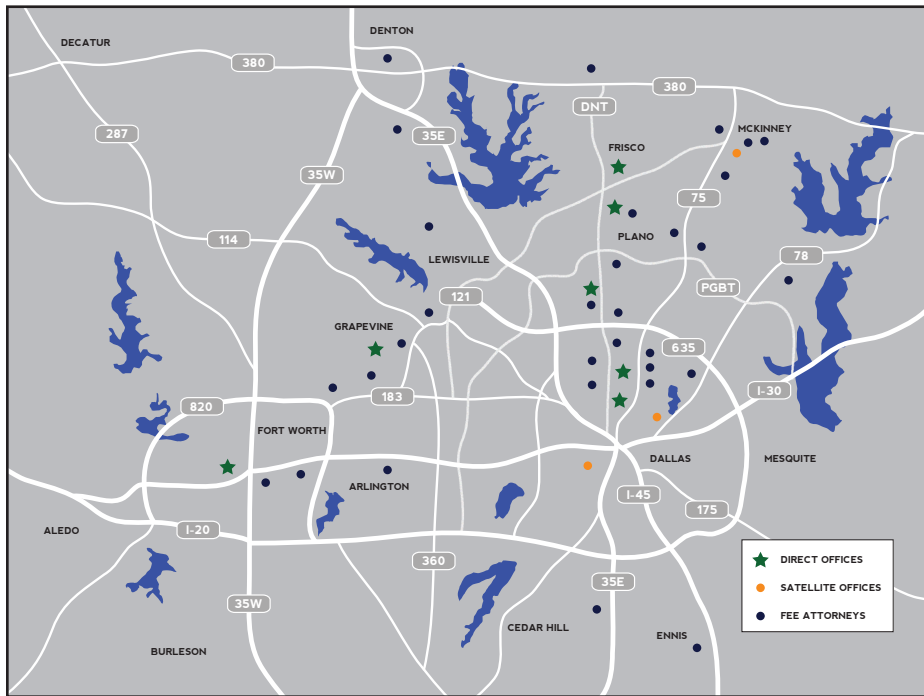 DENTON
DECATUR
380
380
DNT
287
35E
MCKINNEY
FRISCO
35W
75
PLANO
114
78
LEWISVILLE
PGBT
121
GRAPEVINE
635
I-30
183
820
FORT WORTH
DALLAS
MESQUITE
ARLINGTON
I-45
175
ALEDO
I-20
360
DIRECT OFFICES
35E
SATELLITE OFFICES
35W
FEE ATTORNEYS
CEDAR HILL
ENNIS
BURLESON